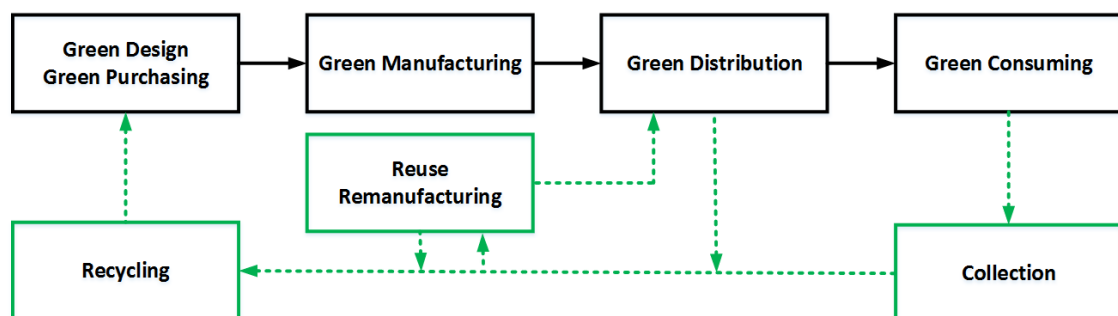 Green Design
Green Purchasing
Green Manufacturing
Green Distribution
Green Consuming
Reuse
Remanufacturing
Recycling
Collection